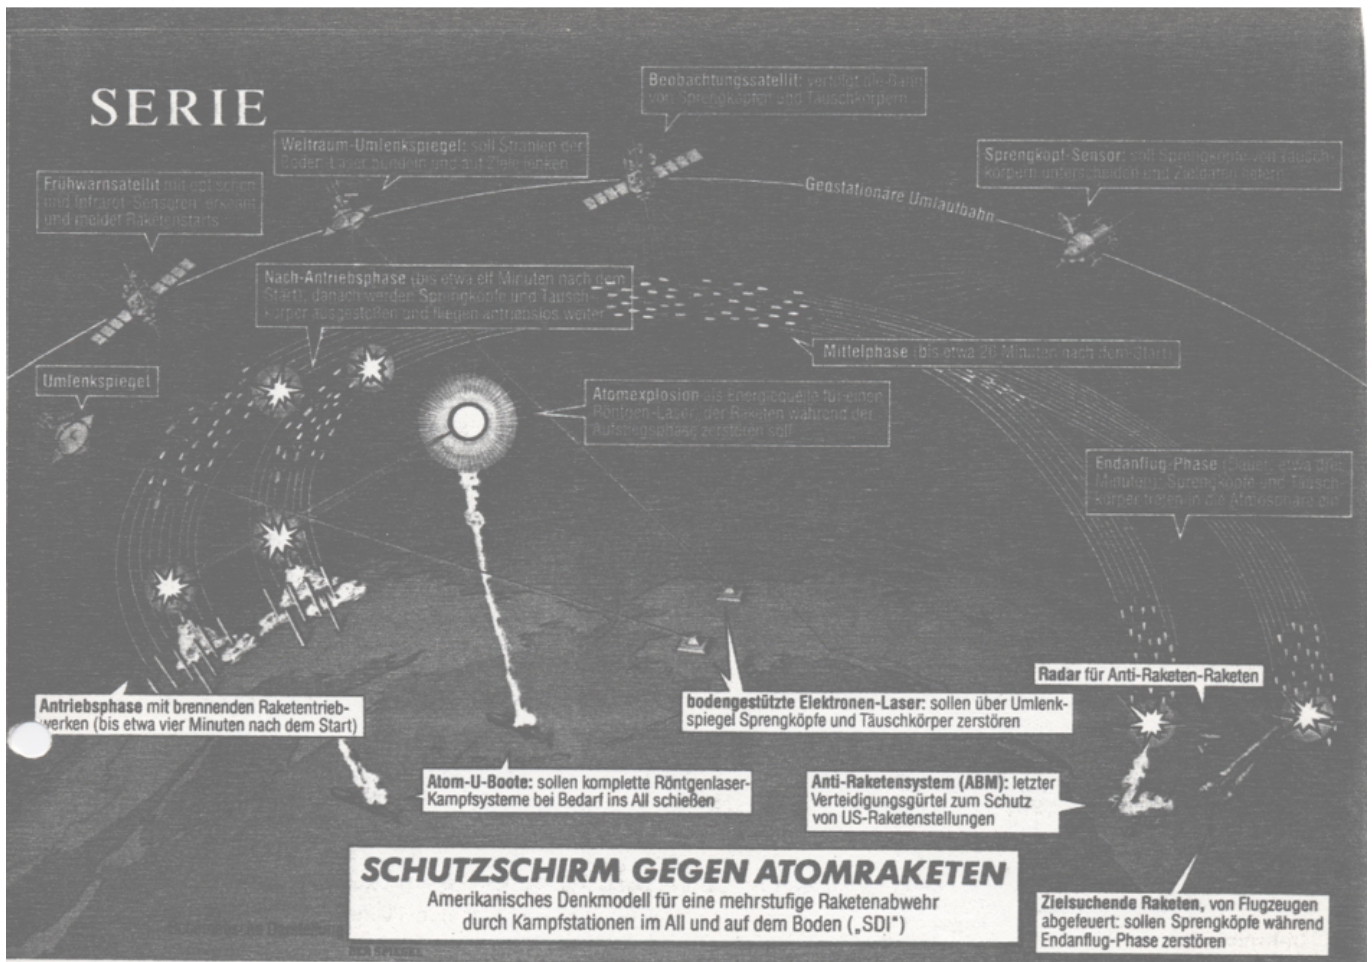 SERIE
Beobachtungssatellit: verfolgt die Bahn
von Sprengköpfen und Täuschkörpern
Weltraum-Umlenkspiegel: soll Strahlen der
Boden-Laser bündeln und auf Ziele lenken
Sprengkopf-Sensor: soll Sprengköpfe von Täusch-
körpern unterscheiden und Zieldaten liefern
Frühwarnsatellit mit optischen
und Infrarot-Sensoren: erkennt
und meldet Raketenstarts
Geostationäre Umlaufbahn
Nach-Antriebsphase (bis etwa elf Minuten nach dem
Start), danach werden Sprengköpfe und Täusch-
körper ausgestoßen und fliegen antriebslos weiter
Mittelphase (bis etwa 26 Minuten nach dem Start)
Umlenkspiegel
Atomexplosion als Energiequelle für einen
Röntgen-Laser, der Raketen während der
Aufstiegsphase zerstören soll
Endanflug-Phase (Dauer: etwa drei
Minuten): Sprengköpfe und Täusch-
körper treten in die Atmosphäre ein
Radar für Anti-Raketen-Raketen
Antriebsphase mit brennenden Raketentrieb-
werken (bis etwa vier Minuten nach dem Start)
bodengestützte Elektronen-Laser: sollen über Umlenk-
spiegel Sprengköpfe und Täuschkörper zerstören
Atom-U-Boote: sollen komplette Röntgenlaser-
Kampfsysteme bei Bedarf ins All schießen
Anti-Raketensystem (ABM): letzter
Verteidigungsgürtel zum Schutz
von US-Raketenstellungen
SCHUTZSCHIRM GEGEN ATOMRAKETEN
Amerikanisches Denkmodell für eine mehrstufige Raketenabwehr
durch Kampfstationen im All und auf dem Boden („SDI“)
Zielsuchende Raketen, von Flugzeugen
abgefeuert: sollen Sprengköpfe während
Endanflug-Phase zerstören
DER SPIEGEL